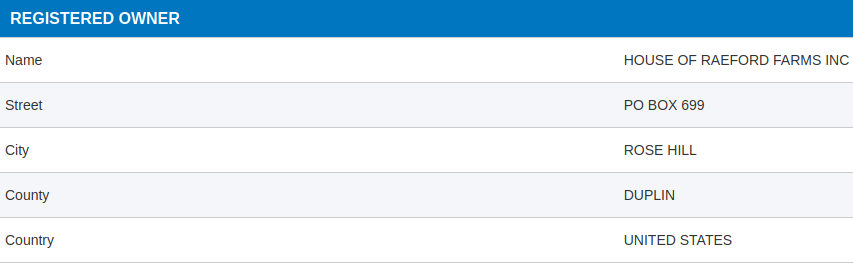 REGISTERED OWNER
Name HOUSE OF RAEFORD FARMS INC
Street PO BOX 699
City ROSE HILL
County DUPLIN
Country UNITED STATES